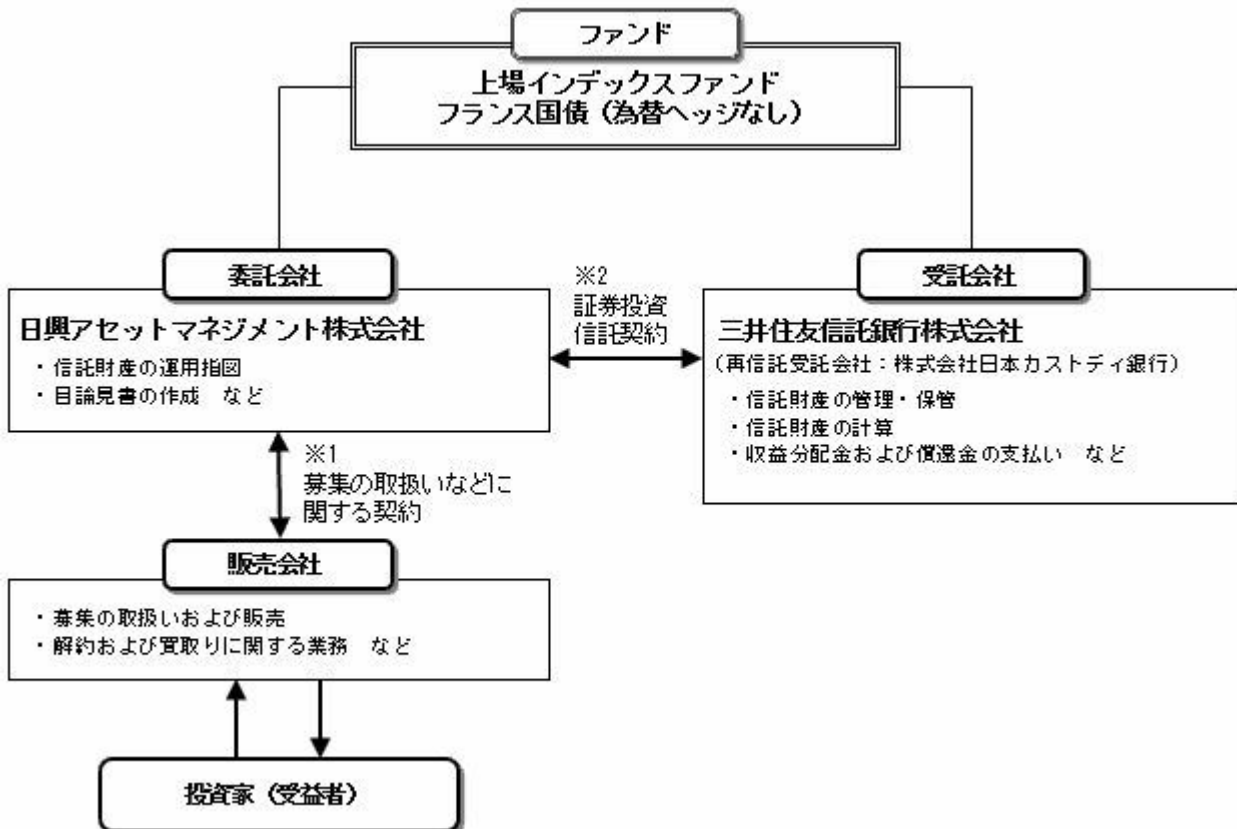 ファンド
上場インデックスファンド
フランス国債（為替ヘッジなし）
委託会社
日興アセットマネジメント株式会社
・信託財産の運用指図
・目論見書の作成　など
※2
証券投資
信託契約
受託会社
三井住友信託銀行株式会社
（再信託受託会社：株式会社日本カストディ銀行）
・信託財産の管理・保管
・信託財産の計算
・収益分配金および償還金の支払い　など
※1
募集の取扱いなどに
関する契約
販売会社
・募集の取扱いおよび販売
・解約および買取りに関する業務　など
投資家（受益者）